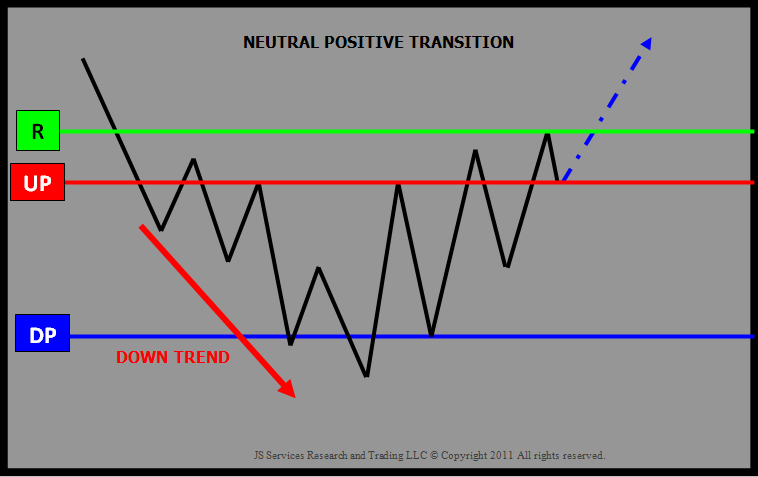 NEUTRAL POSITIVE TRANSITION
R
UP
DP
DOWN TREND
JS Services Research and Trading LLC © Copyright 2011 All rights reserved.